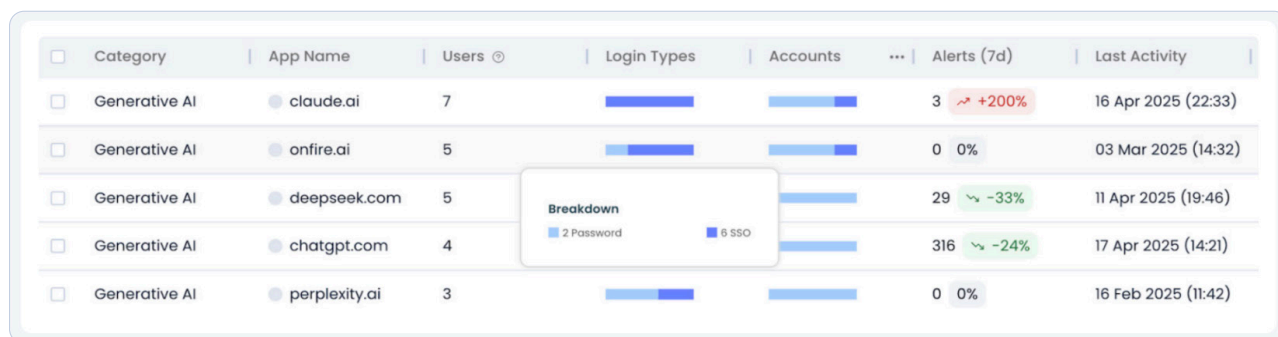 Category App Name Users Login Types Accounts ... Alerts (7d) Last Activity
Generative AI claude.ai 7 3 +200% 16 Apr 2025 (22:33)
Generative AI onfire.ai 5 0 0% 03 Mar 2025 (14:32)
Generative AI deepseek.com 5 29 -33% 11 Apr 2025 (19:46)
Breakdown
2 Password 6 SSO
Generative AI chatgpt.com 4 316 -24% 17 Apr 2025 (14:21)
Generative AI perplexity.ai 3 0 0% 16 Feb 2025 (11:42)